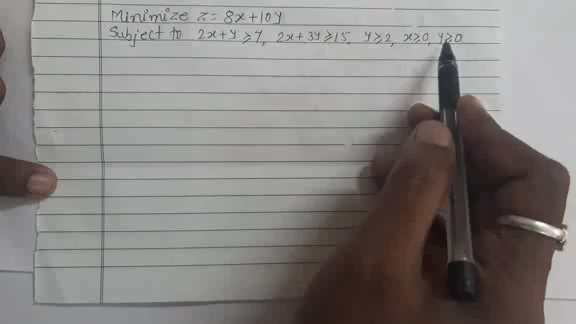 Minimize z = 8x+10y
Subject to 2x+y ≥7, 2x+3y ≥15, y≥2, x≥0, y≥0